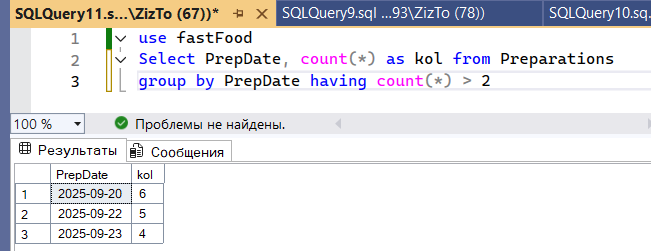 SQLQuery11.s...\ZizTo (67))* SQLQuery9.sql ...93\ZizTo (78)) SQLQuery10.sq
1 use fastFood
2 Select PrepDate, count(*) as kol from Preparations
3 group by PrepDate having count(*) > 2
100 % Проблемы не найдены.
Результаты Сообщения
PrepDate kol
1 2025-09-20 6
2 2025-09-22 5
3 2025-09-23 4